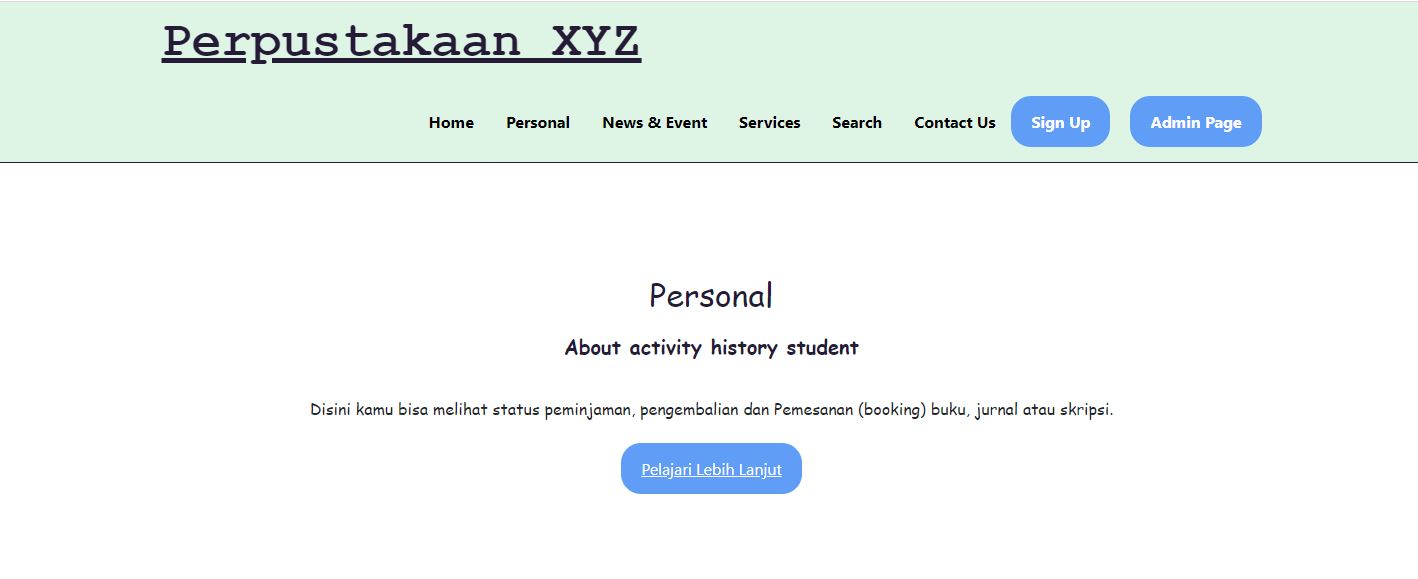 Perpustakaan XYZ
Home Personal News & Event Services Search Contact Us Sign Up Admin Page
Personal
About activity history student
Disini kamu bisa melihat status peminjaman, pengembalian dan Pemesanan (booking) buku, jurnal atau skripsi.
Pelajari Lebih Lanjut